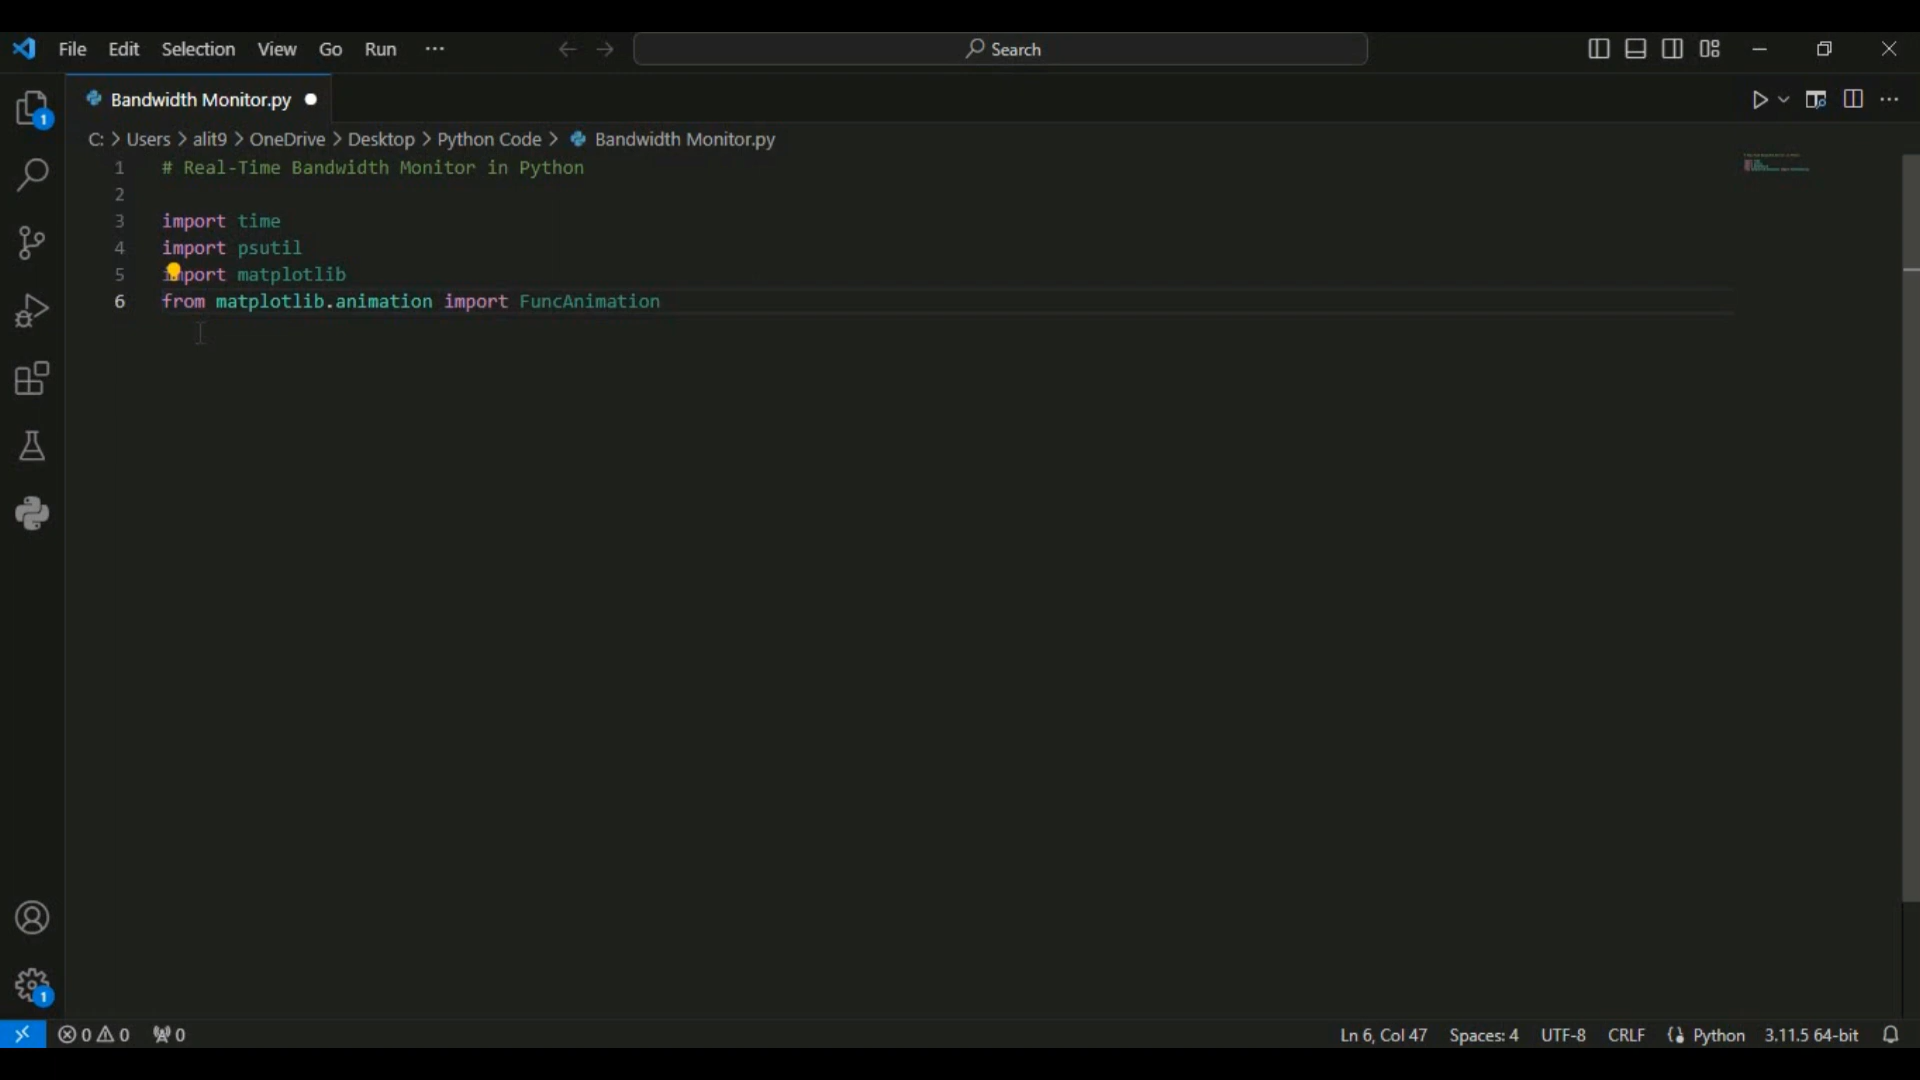 File Edit Selection View Go Run ··· Search
Bandwidth Monitor.py
C: > Users > alit9 > OneDrive > Desktop > Python Code > Bandwidth Monitor.py
1 # Real-Time Bandwidth Monitor in Python
2
3 import time
4 import psutil
5 import matplotlib
6 from matplotlib.animation import FuncAnimation
1
1
0 0 0 Ln 6, Col 47 Spaces: 4 UTF-8 CRLF Python 3.11.5 64-bit